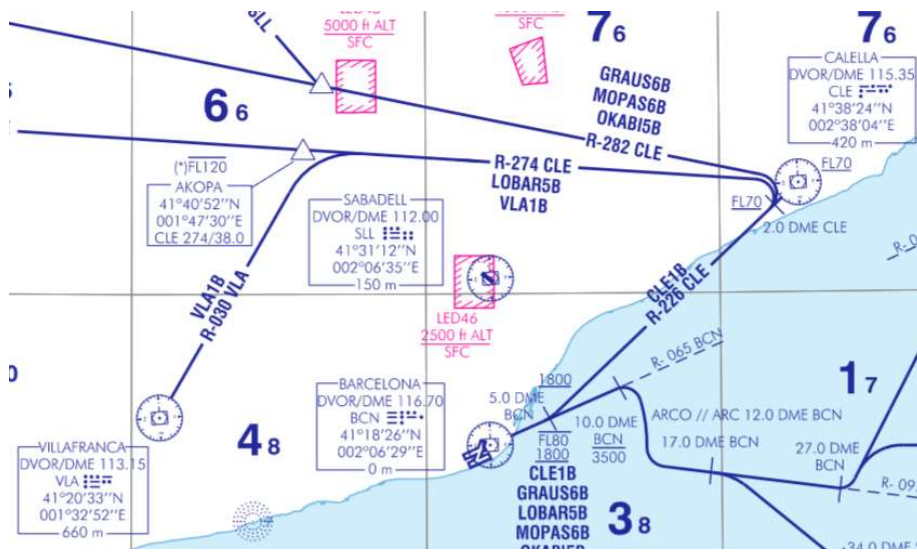 SLL
5000 ft ALT
SFC
SFC
7 6
7 6
CALELLA
DVOR/DME 115.35
CLE
41°38'24''N
002°38'04''E
420 m
6 6
GRAUS6B
MOPAS6B
OKABI5B
R-282 CLE
(*)FL120
AKOPA
41°40'52''N
001°47'30''E
CLE 274/38.0
R-274 CLE
LOBAR5B
VLA1B
FL70
FL70
2.0 DME CLE
SABADELL
DVOR/DME 112.00
SLL
41°31'12''N
002°06'35''E
150 m
VLA1B
R-030 VLA
LED46
2500 ft ALT
SFC
CLE1B
R-226 CLE
R- 065 BCN
BARCELONA
DVOR/DME 116.70
BCN
41°18'26''N
002°06'29''E
0 m
1800
5.0 DME
BCN
FL80
1800
10.0 DME
BCN
3500
ARCO // ARC 12.0 DME BCN
17.0 DME BCN
27.0 DME
BCN
1 7
VILLAFRANCA
DVOR/DME 113.15
VLA
41°20'33''N
001°32'52''E
660 m
4 8
CLE1B
GRAUS6B
LOBAR5B
MOPAS6B
OKABI5B
3 8
R- 09
34.0 DME